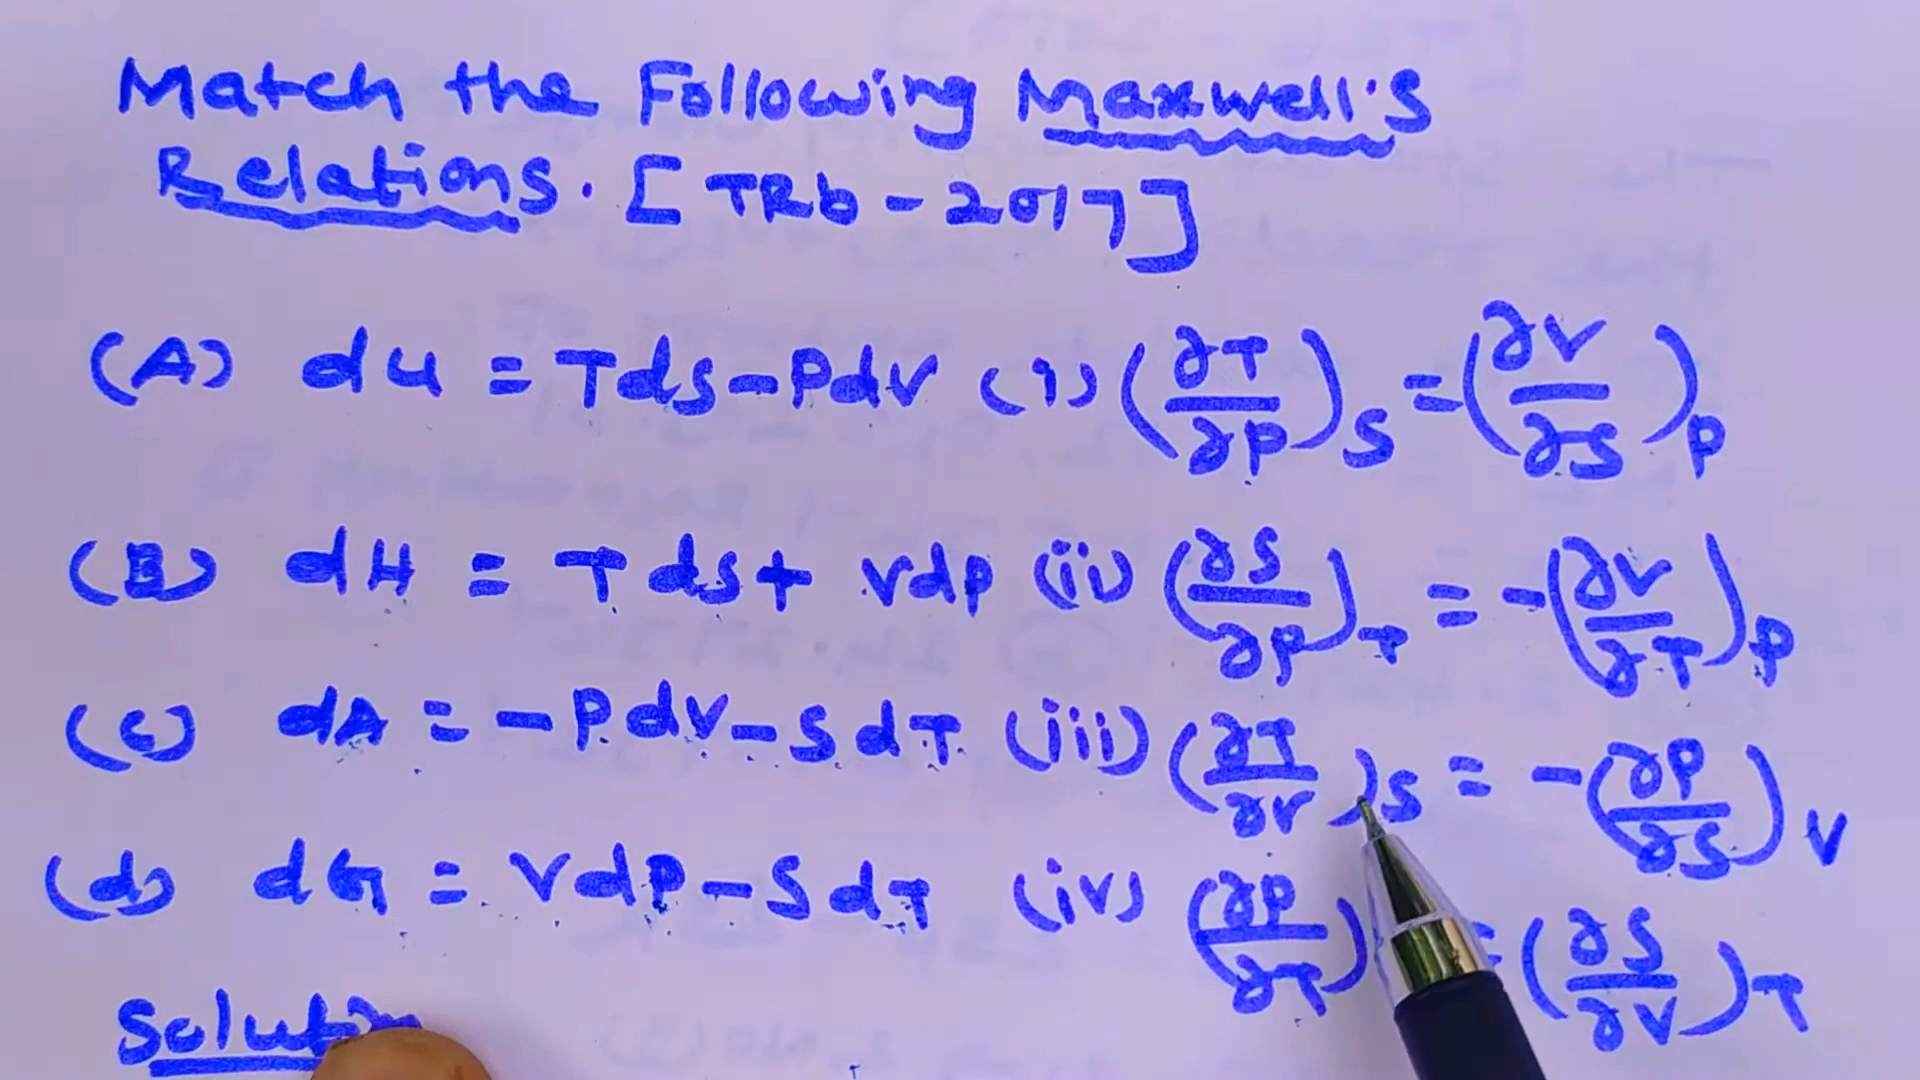 Match the Following Maxwell's
Relations. [TRb - 2017]
(A) du = Tds - PdV (i) (∂T/∂P)S = (∂V/∂S)P
(B) dH = Tds + vdp (ii) (∂S/∂P)T = -(∂V/∂T)P
(c) dA = -PdV - SdT (iii) (∂T/∂V)S = -(∂P/∂S)V
(d) dG = VdP - SdT (iv) (∂P/∂T) = (∂S/∂V)T